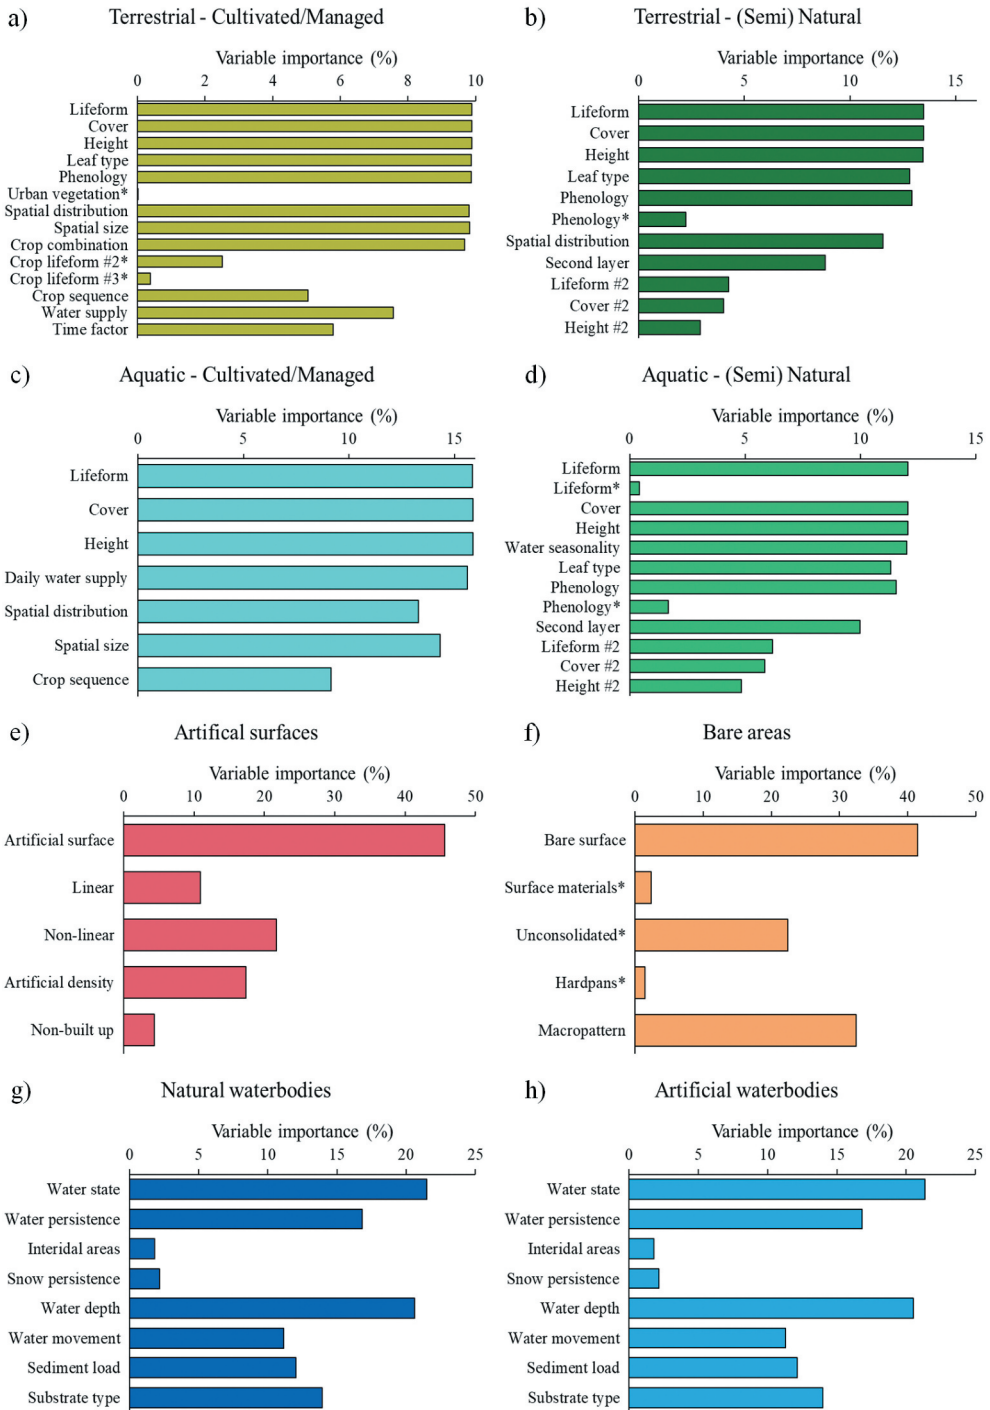 a) Terrestrial - Cultivated/Managed
Variable importance (%)
0 2 4 6 8 10
Lifeform
Cover
Height
Leaf type
Phenology
Urban vegetation*
Spatial distribution
Spatial size
Crop combination
Crop lifeform #2*
Crop lifeform #3*
Crop sequence
Water supply
Time factor
b) Terrestrial - (Semi) Natural
Variable importance (%)
0 5 10 15
Lifeform
Cover
Height
Leaf type
Phenology
Phenology*
Spatial distribution
Second layer
Lifeform #2
Cover #2
Height #2
c) Aquatic - Cultivated/Managed
Variable importance (%)
0 5 10 15
Lifeform
Cover
Height
Daily water supply
Spatial distribution
Spatial size
Crop sequence
d) Aquatic - (Semi) Natural
Variable importance (%)
0 5 10 15
Lifeform
Lifeform*
Cover
Height
Water seasonality
Leaf type
Phenology
Phenology*
Second layer
Lifeform #2
Cover #2
Height #2
e) Artifical surfaces
Variable importance (%)
0 10 20 30 40 50
Artificial surface
Linear
Non-linear
Artificial density
Non-built up
f) Bare areas
Variable importance (%)
0 10 20 30 40 50
Bare surface
Surface materials*
Unconsolidated*
Hardpans*
Macropattern
g) Natural waterbodies
Variable importance (%)
0 5 10 15 20 25
Water state
Water persistence
Interidal areas
Snow persistence
Water depth
Water movement
Sediment load
Substrate type
h) Artificial waterbodies
Variable importance (%)
0 5 10 15 20 25
Water state
Water persistence
Interidal areas
Snow persistence
Water depth
Water movement
Sediment load
Substrate type